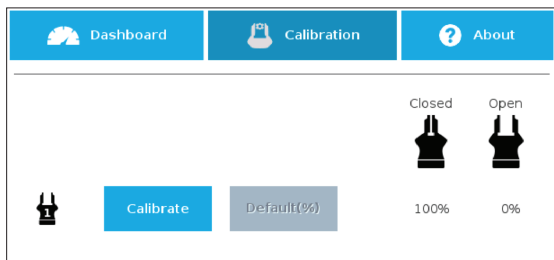 Dashboard
Calibration
? About
Closed Open
1 Calibrate Default(%) 100% 0%